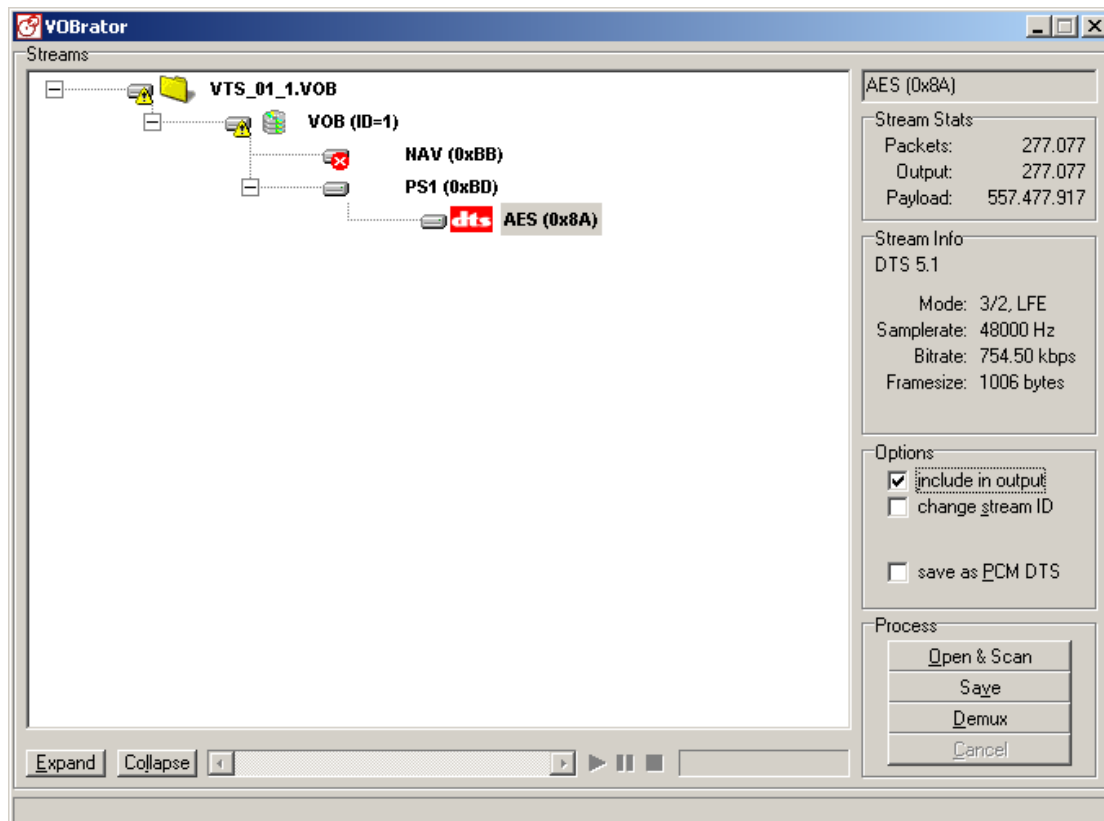 VOBrator
Streams
VTS_01_1.VOB
VOB (ID=1)
NAV (0xBB)
PS1 (0xBD)
dts AES (0x8A)
Expand Collapse
AES (0x8A)
Stream Stats
Packets: 277.077
Output: 277.077
Payload: 557.477.917
Stream Info
DTS 5.1
Mode: 3/2, LFE
Samplerate: 48000 Hz
Bitrate: 754.50 kbps
Framesize: 1006 bytes
Options
include in output
change stream ID
save as PCM DTS
Process
Open & Scan
Save
Demux
Cancel